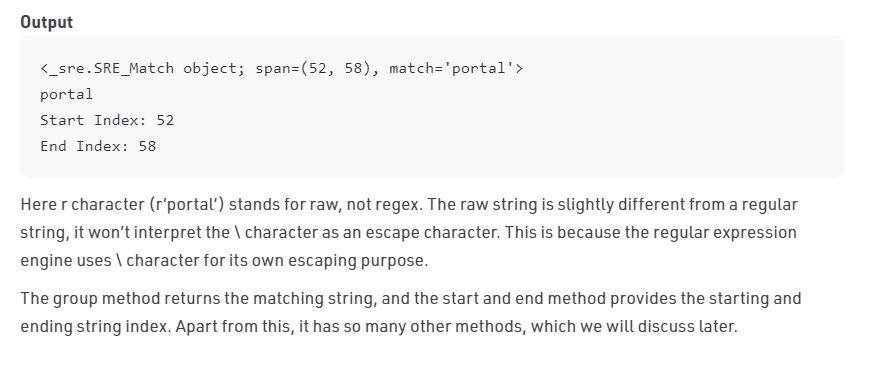 Output
<_sre.SRE_Match object; span=(52, 58), match='portal'>
portal
Start Index: 52
End Index: 58
Here r character (r’portal’) stands for raw, not regex. The raw string is slightly different from a regular
string, it won’t interpret the \ character as an escape character. This is because the regular expression
engine uses \ character for its own escaping purpose.
The group method returns the matching string, and the start and end method provides the starting and
ending string index. Apart from this, it has so many other methods, which we will discuss later.